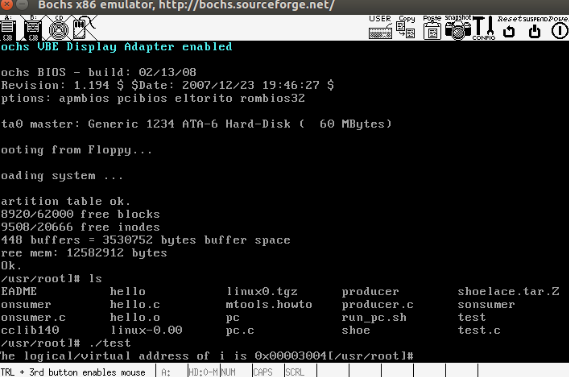 Bochs x86 emulator, http://bochs.sourceforge.net/
A: B: CD USER Copy Paste Snapshot CONFIG Reset SUSPEND Power
ochs VBE Display Adapter enabled
ochs BIOS - build: 02/13/08
Revision: 1.194 $ $Date: 2007/12/23 19:46:27 $
ptions: apmbios pcibios eltorito rombios32
ta0 master: Generic 1234 ATA-6 Hard-Disk ( 60 MBytes)
ooting from Floppy...
oading system ...
artition table ok.
8920/62000 free blocks
9508/20666 free inodes
448 buffers = 3530752 bytes buffer space
ree mem: 12582912 bytes
Ok.
/usr/root]# ls
EADME hello linux0.tgz producer shoelace.tar.Z
onsumer hello.c mtools.howto producer.c sonsumer
onsumer.c hello.o pc run_pc.sh test
cclib140 linux-0.00 pc.c shoe test.c
/usr/root]# ./test
he logical/virtual address of i is 0x00003004[/usr/root]#
TRL + 3rd button enables mouse A: HD:0-M NUM CAPS SCRL